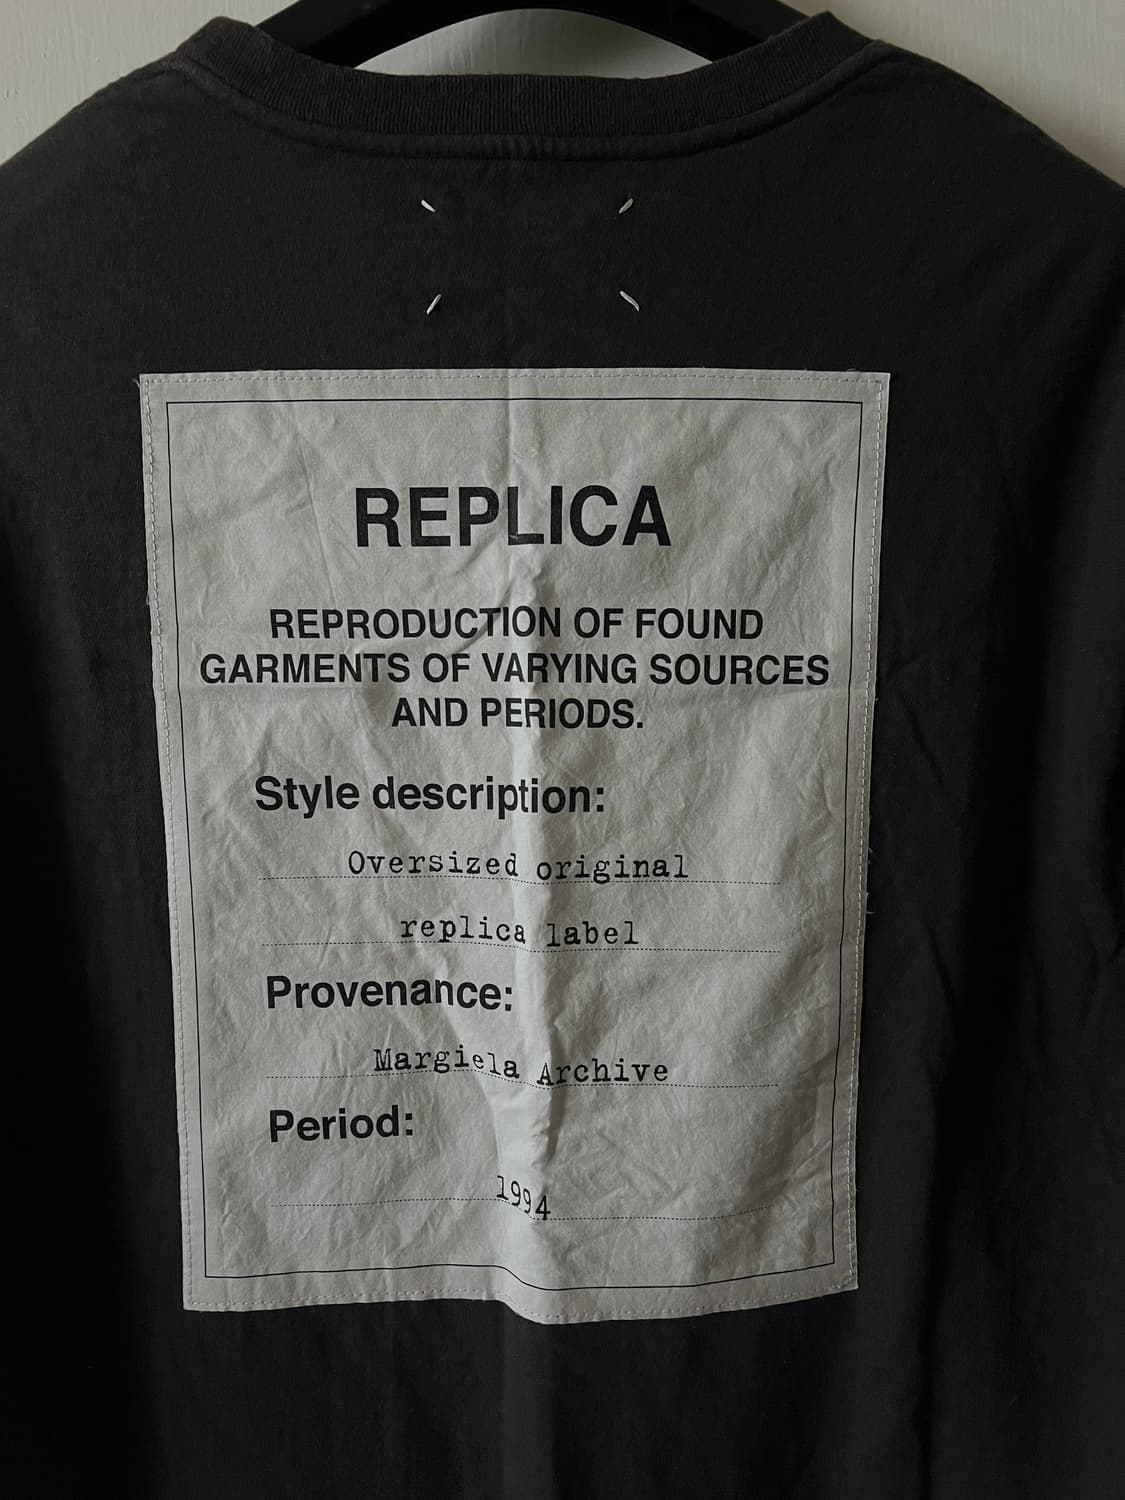 REPLICA
REPRODUCTION OF FOUND
GARMENTS OF VARYING SOURCES
AND PERIODS.
Style description:
Oversized original
replica label
Provenance:
Margiela Archive
Period:
1994